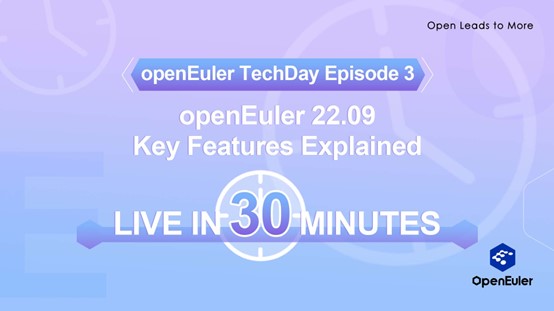 Open Leads to More
openEuler TechDay Episode 3
openEuler 22.09
Key Features Explained
LIVE IN 30 MINUTES
OpenEuler